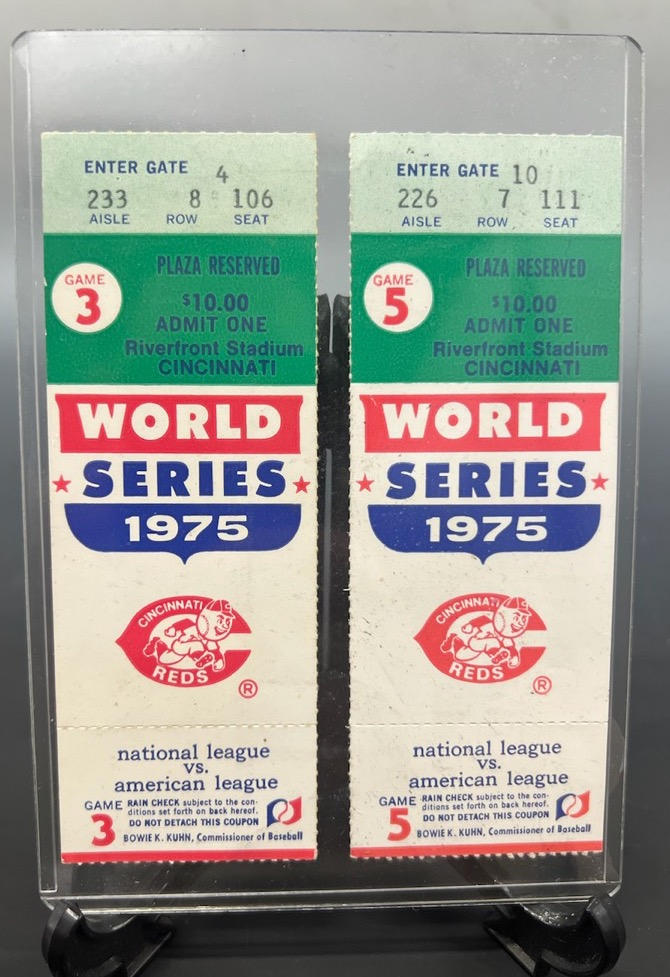 ENTER GATE 4
233 8 106
AISLE ROW SEAT
GAME
3
PLAZA RESERVED
$10.00
ADMIT ONE
Riverfront Stadium
CINCINNATI
WORLD
SERIES
1975
CINCINNATI
REDS
®
national league
vs.
american league
GAME
3
RAIN CHECK subject to the con-
ditions set forth on back hereof.
DO NOT DETACH THIS COUPON
BOWIE K. KUHN, Commissioner of Baseball
ENTER GATE 10
226 7 111
AISLE ROW SEAT
GAME
5
PLAZA RESERVED
$10.00
ADMIT ONE
Riverfront Stadium
CINCINNATI
WORLD
SERIES
1975
CINCINNATI
REDS
®
national league
vs.
american league
GAME
5
RAIN CHECK subject to the con-
ditions set forth on back hereof.
DO NOT DETACH THIS COUPON
BOWIE K. KUHN, Commissioner of Baseball